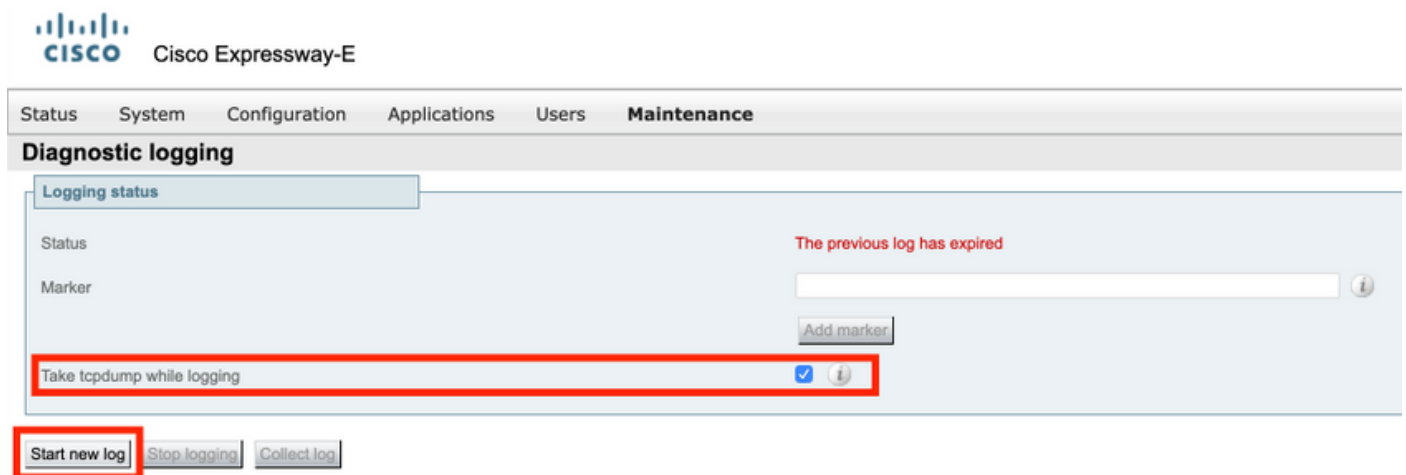 CISCO Cisco Expressway-E
Status System Configuration Applications Users Maintenance
Diagnostic logging
Logging status
Status The previous log has expired
Marker
i
Add marker
Take tcpdump while logging i
Start new log Stop logging Collect log